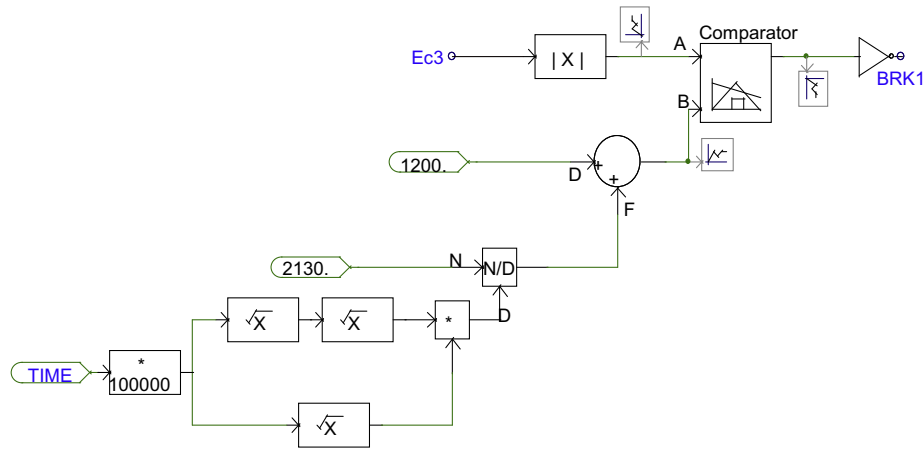 Comparator
Ec3
| X |
A
B
BRK1
1200.
D
+
+
F
2130.
N
N/D
D
√X
√X
*
TIME
*
100000
√X